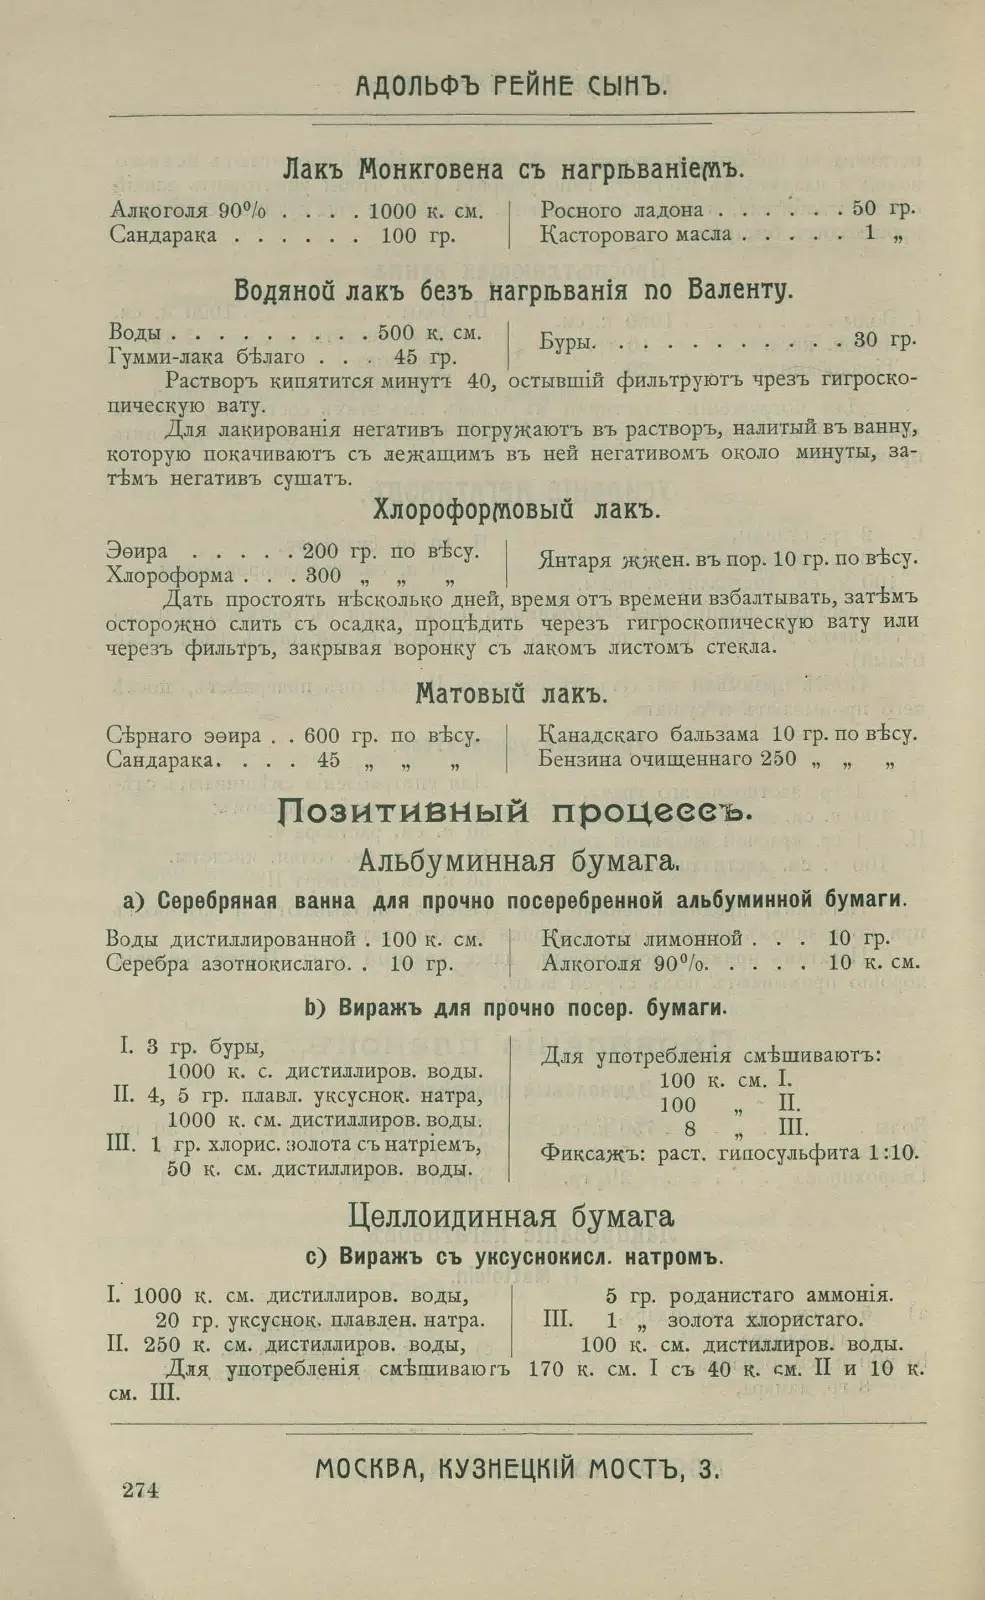 АДОЛЬФЪ РЕЙНЕ СЫНЪ.
Лакъ Монкговена съ нагрѣваніемъ.
Алкоголя 90% . . . . 1000 к. см.
Сандарака . . . . . . 100 гр.
Росного ладона . . . . . . 50 гр.
Касторовaго масла . . . . . 1 „
Водяной лакъ безъ нагрѣванія по Валенту.
Воды . . . . . . . . . 500 к. см.
Гумми-лака бѣлаго . . . 45 гр.
Буры. . . . . . . . . . . 30 гр.
Растворъ кипятится минутъ 40, остывшій фильтруютъ чрезъ гигроско-
пическую вату.
Для лакированія негативъ погружаютъ въ растворъ, налитый въ ванну,
которую покачиваютъ съ лежащимъ въ ней негативомъ около минуты, за-
тѣмъ негативъ сушатъ.
Хлороформовый лакъ.
Эѳира . . . . . 200 гр. по вѣсу.
Хлороформа . . . 300 „ „ „
Янтаря жжен. въ пор. 10 гр. по вѣсу.
Дать простоять нѣсколько дней, время отъ времени взбалтывать, затѣмъ
осторожно слить съ осадка, процѣдить черезъ гигроскопическую вату или
черезъ фильтръ, закрывая воронку съ лакомъ листомъ стекла.
Матовый лакъ.
Сѣрнаго эѳира . . 600 гр. по вѣсу.
Сандарака. . . . 45 „ „ „
Канадскаго бальзама 10 гр. по вѣсу.
Бензина очищеннаго 250 „ „ „
Позитивный процессъ.
Альбуминная бумага.
a) Серебряная ванна для прочно посеребренной альбуминной бумаги.
Воды дистиллированной . 100 к. см.
Серебра азотнокислаго. . 10 гр.
Кислоты лимонной . . . 10 гр.
Алкоголя 90%. . . . . 10 к. см.
b) Виражъ для прочно посер. бумаги.
I. 3 гр. буры,
1000 к. с. дистиллиров. воды.
II. 4, 5 гр. плавл. уксуснок. натра,
1000 к. см. дистиллиров. воды.
III. 1 гр. хлорис. золота съ натріемъ,
50 к. см. дистиллиров. воды.
Для употребленія смѣшиваютъ:
100 к. см. I.
100 „ II.
8 „ III.
Фиксажъ: раст. гипосульфита 1:10.
Целлоидинная бумага
c) Виражъ съ уксуснокисл. натромъ.
I. 1000 к. см. дистиллиров. воды,
20 гр. уксуснок. плавлен. натра.
II. 250 к. см. дистиллиров. воды,
5 гр. роданистаго аммонія.
III. 1 „ золота хлористаго.
100 к. см. дистиллиров. воды.
Для употребленія смѣшиваютъ 170 к. см. I съ 40 к. см. II и 10 к.
см. III.
МОСКВА, КУЗНЕЦКІЙ МОСТЪ, 3.
274